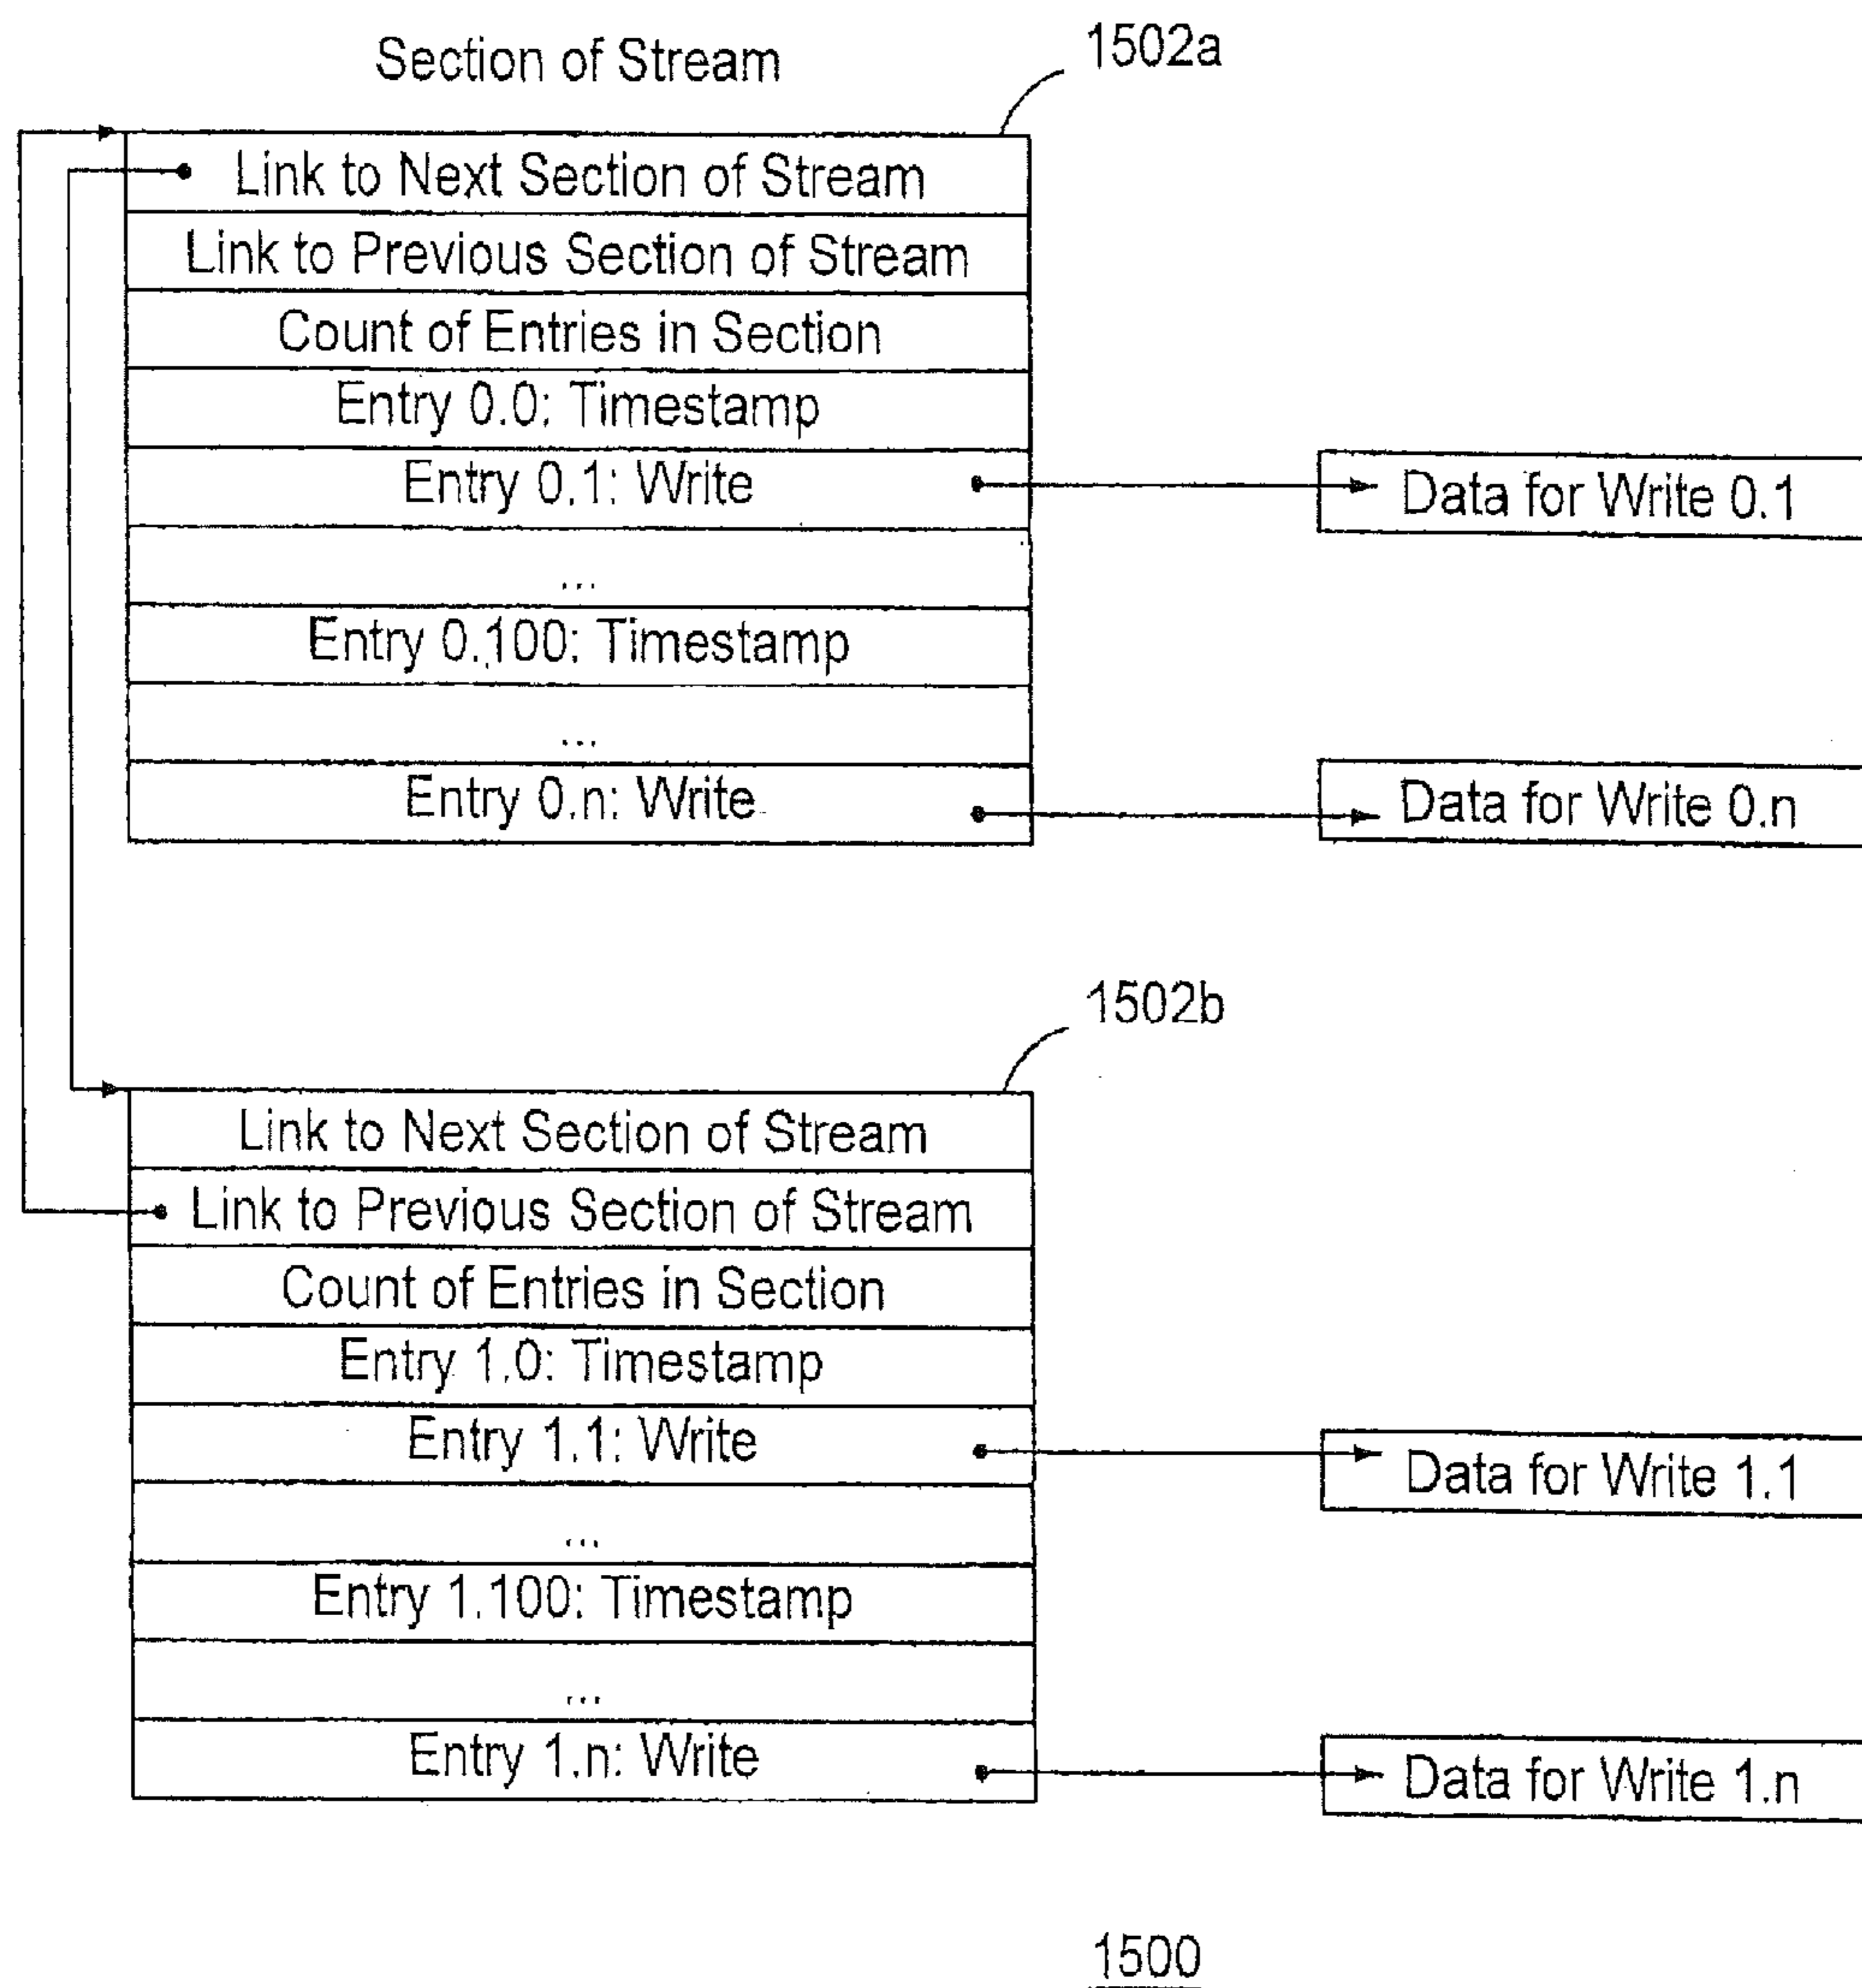 Section of Stream
1502a
Link to Next Section of Stream
Link to Previous Section of Stream
Count of Entries in Section
Entry 0.0: Timestamp
Entry 0.1: Write
Data for Write 0.1
...
Entry 0.100: Timestamp
...
Entry 0.n: Write
Data for Write 0.n
1502b
Link to Next Section of Stream
Link to Previous Section of Stream
Count of Entries in Section
Entry 1.0: Timestamp
Entry 1.1: Write
Data for Write 1.1
...
Entry 1.100: Timestamp
...
Entry 1.n: Write
Data for Write 1.n
1500